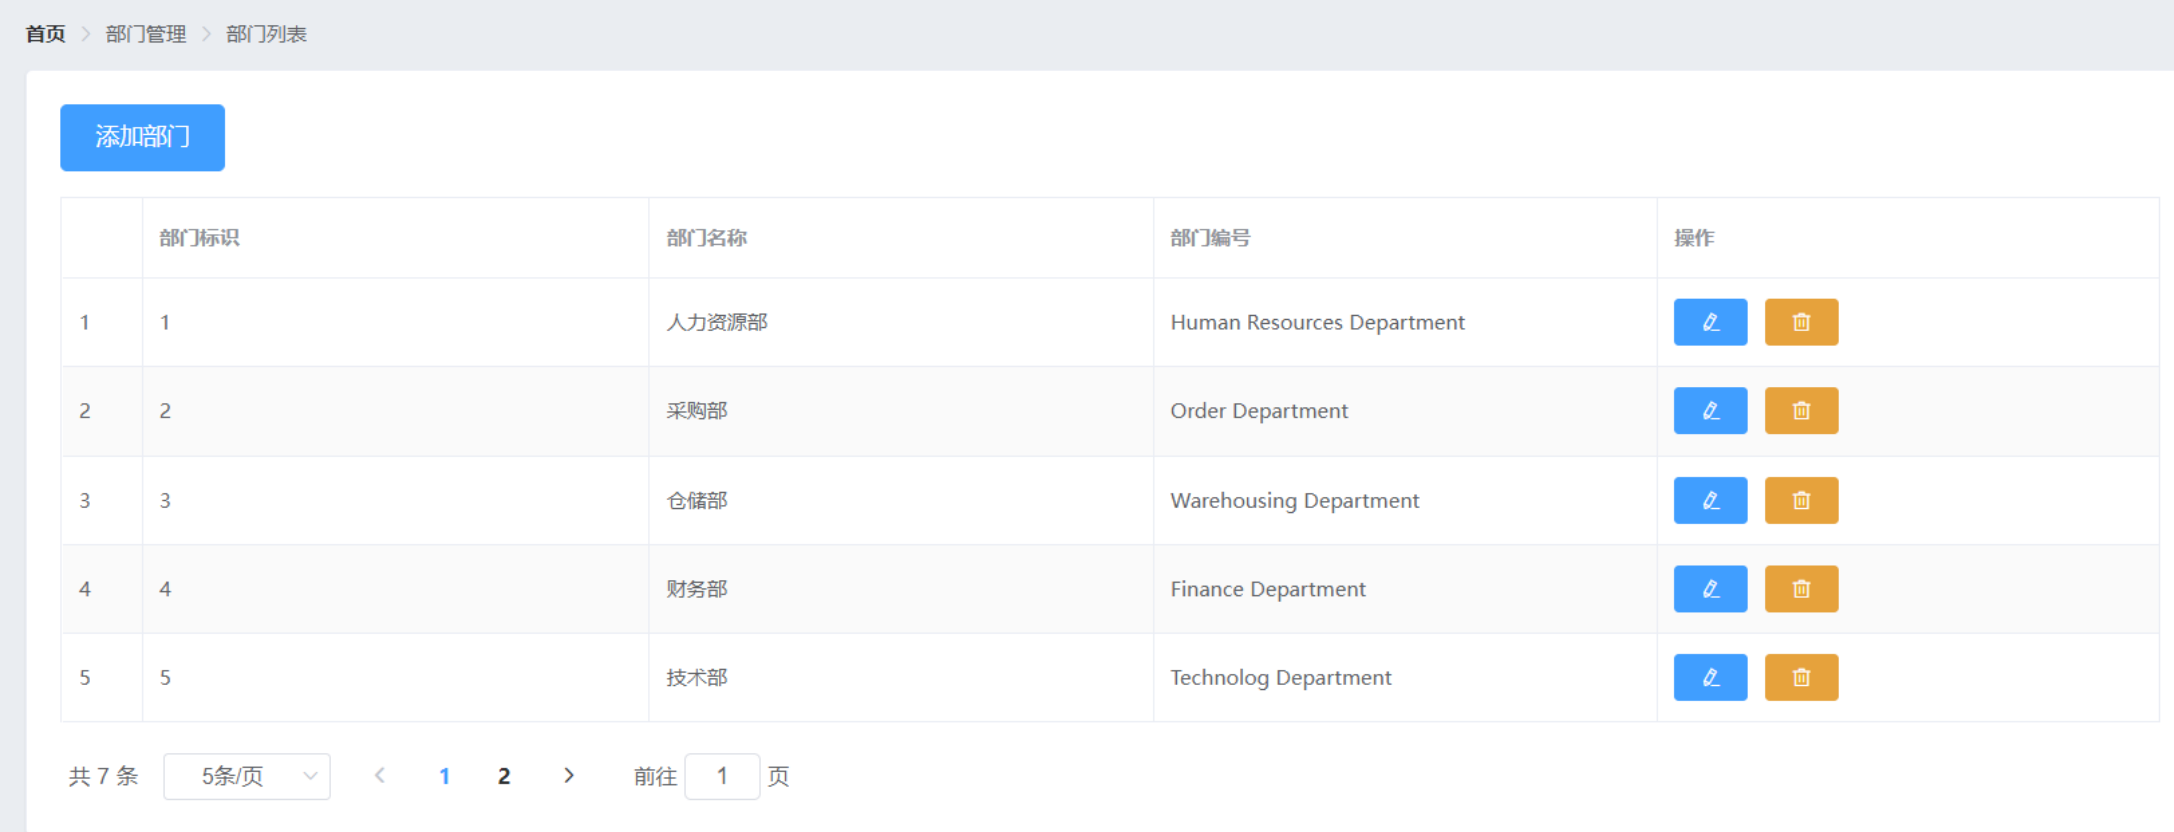 首页 > 部门管理 > 部门列表
添加部门
部门标识 部门名称 部门编号 操作
1 1 人力资源部 Human Resources Department
2 2 采购部 Order Department
3 3 仓储部 Warehousing Department
4 4 财务部 Finance Department
5 5 技术部 Technolog Department
共 7 条 5条/页 < 1 2 > 前往 1 页